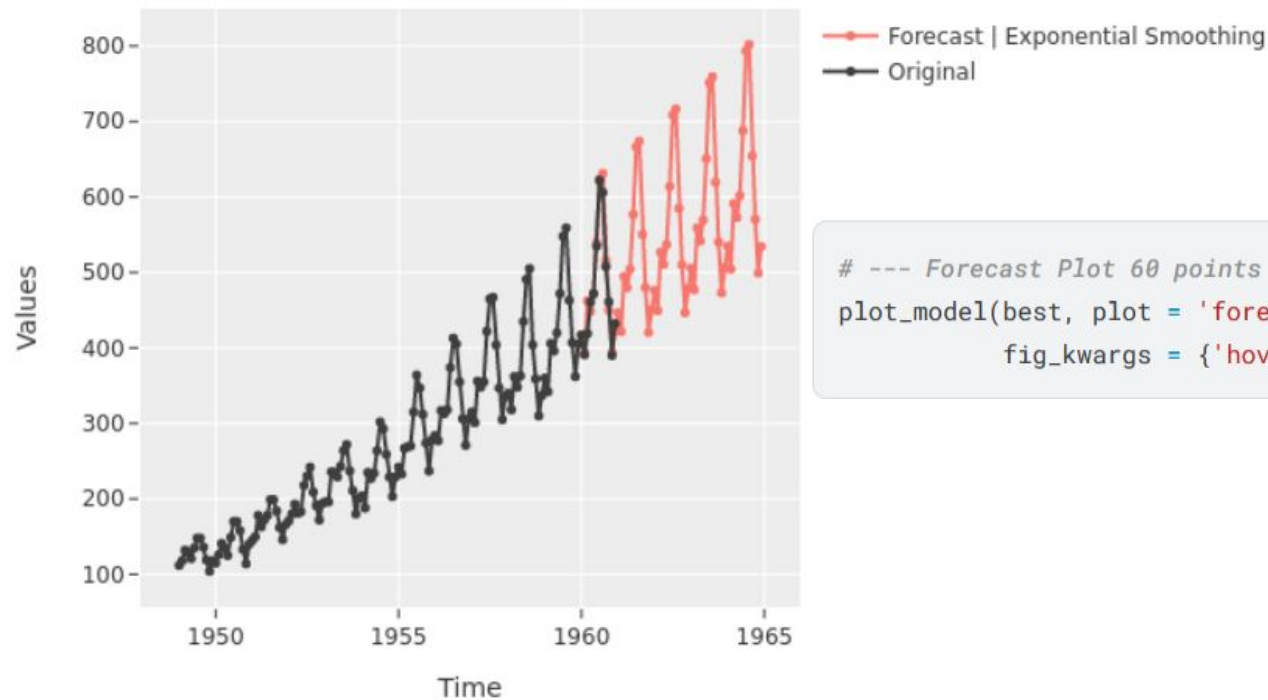 800
700
600
500
400
300
200
100
Values
1950
1955
1960
1965
Time
Forecast | Exponential Smoothing
Original
# --- Forecast Plot 60 points
plot_model(best, plot = 'fore
fig_kwargs = {'hov